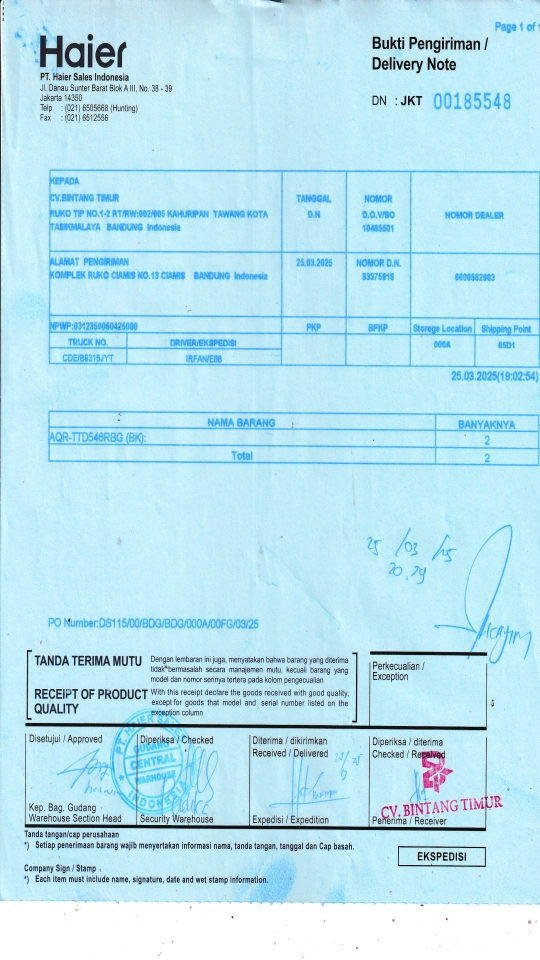 Page 1 of 1
Haier
PT. Haier Sales Indonesia
Jl. Danau Sunter Barat Blok A III, No. 38 - 39
Jakarta 14350
Telp : (021) 6505668 (Hunting)
Fax : (021) 6512556
Bukti Pengiriman /
Delivery Note
DN : JKT 00185548
KEPADA
CV.BINTANG TIMUR
RUKO TIP NO.1-2 RT/RW:002/005 KAHURIPAN TAWANG KOTA
TASIKMALAYA BANDUNG Indonesia
TANGGAL
D.N
NOMOR
D.O.V/SO
10485501
NOMOR DEALER
ALAMAT PENGIRIMAN
KOMPLEK RUKO CIAMIS NO.13 CIAMIS BANDUNG Indonesia
25.03.2025
NOMOR D.N.
83375918
0000582903
NPWP:0312350060425000
PKP
BPKP
Storege Location
Shipping Point
TRUCK NO.
DRIVER/EKSPEDISI
000A
65D1
CDE/B9315JYT
IRFAN/E88
25.03.2025(19:02:54)
NAMA BARANG
BANYAKNYA
AQR-TTD546RBG (BK):
2
Total
2
25/03/25
20.29
PO Number:DS115/00/BDG/BDG/000A/00FG/03/25
TANDA TERIMA MUTU
Dengan lembaran ini juga, menyatakan bahwa barang yang diterima
tidak bermasalah secara manajemen mutu, kecuali barang yang
model dan nomor serinya tertera pada kolom pengecualian
RECEIPT OF PRODUCT
QUALITY
With this receipt declare the goods received with good quality,
except for goods that model and serial number listed on the
exception column
Perkecualian /
Exception
Disetujui / Approved
Diperiksa / Checked
Diterima / dikirimkan
Received / Delivered
Diperiksa / diterima
Checked / Received
PT. HAIER SALES
GUDANG
CENTRAL
WARHOUSE
INDONESIA
CV. BINTANG TIMUR
Kep. Bag. Gudang
Warehouse Section Head
Security Warehouse
Expedisi / Expedition
Penerima / Receiver
Tanda tangan/cap perusahaan
*) Setiap penerimaan barang wajib menyertakan informasi nama, tanda tangan, tanggal dan Cap basah.
EKSPEDISI
Company Sign / Stamp
*) Each item must include name, signature, date and wet stamp information.